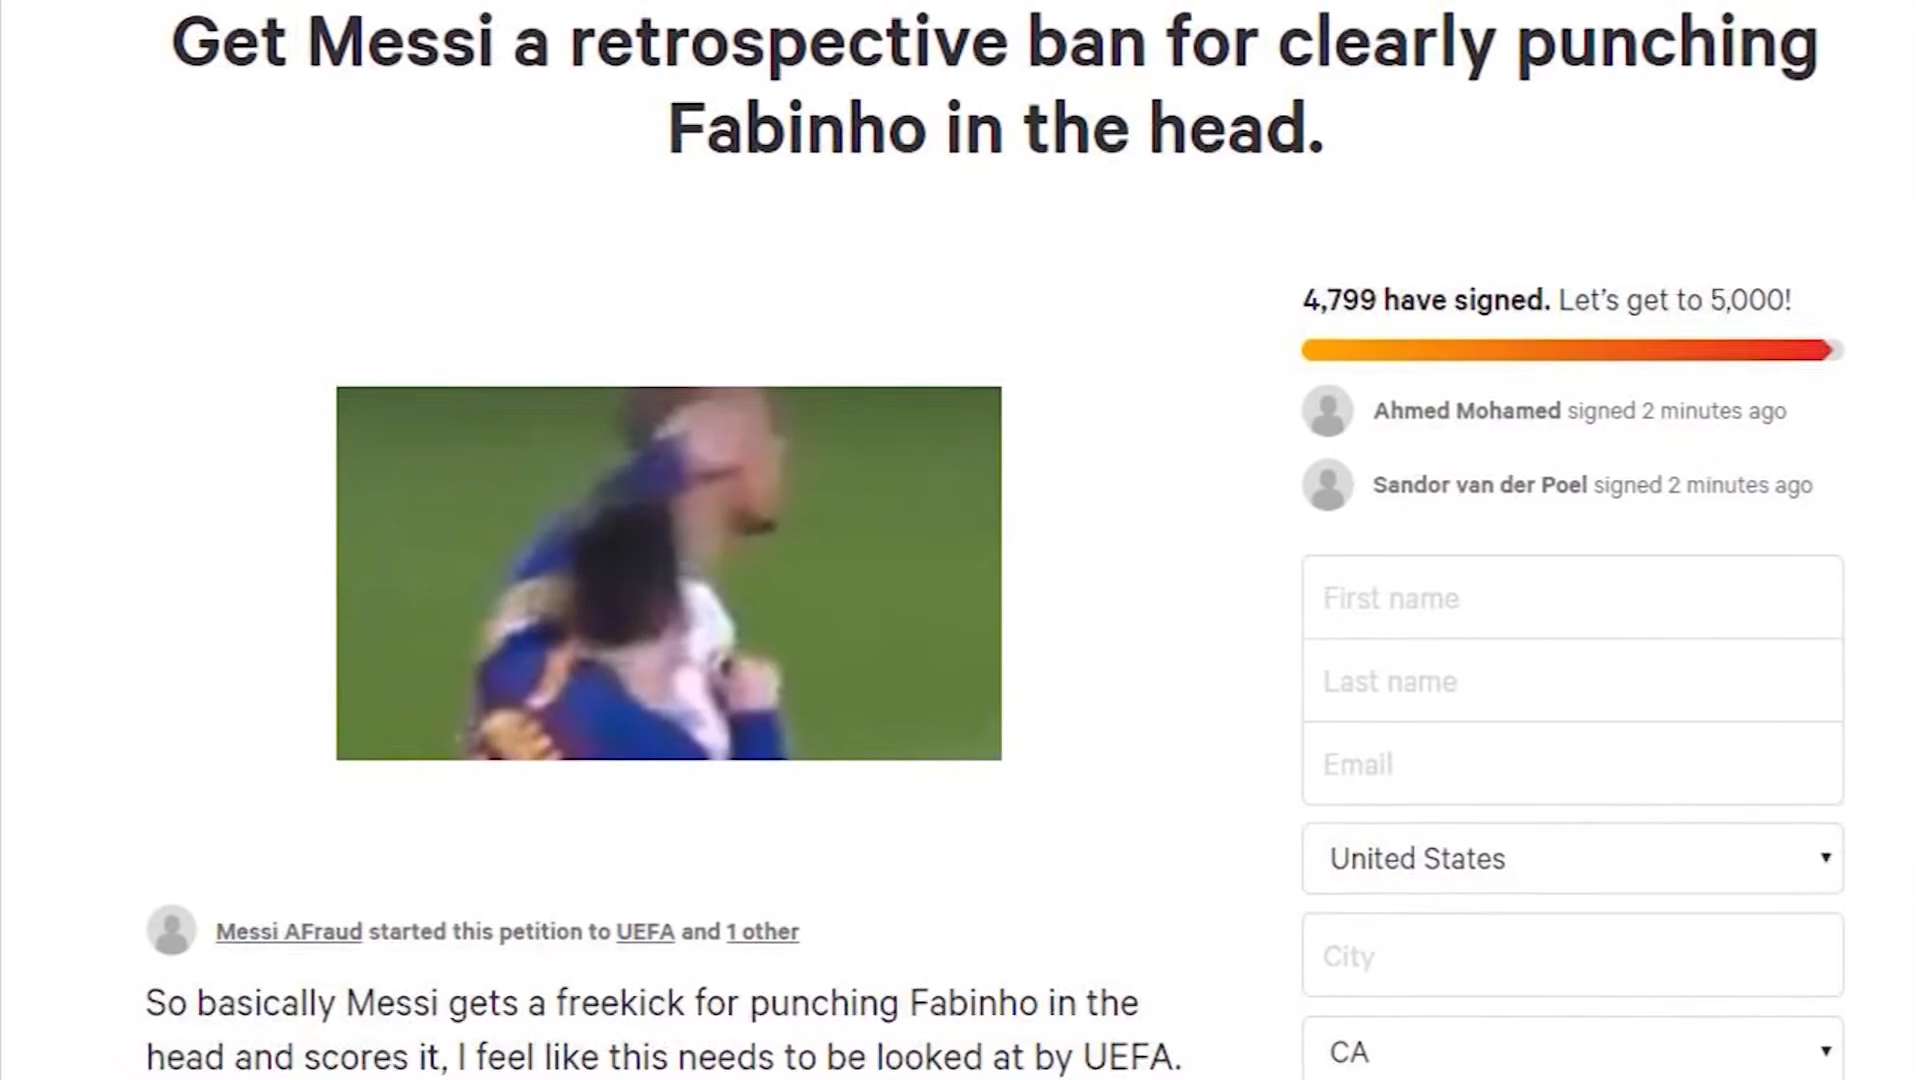 Get Messi a retrospective ban for clearly punching
Fabinho in the head.
4,799 have signed. Let's get to 5,000!
Ahmed Mohamed signed 2 minutes ago
Sandor van der Poel signed 2 minutes ago
First name
Last name
Email
United States
City
CA
Messi AFraud started this petition to UEFA and 1 other
So basically Messi gets a freekick for punching Fabinho in the
head and scores it, I feel like this needs to be looked at by UEFA.